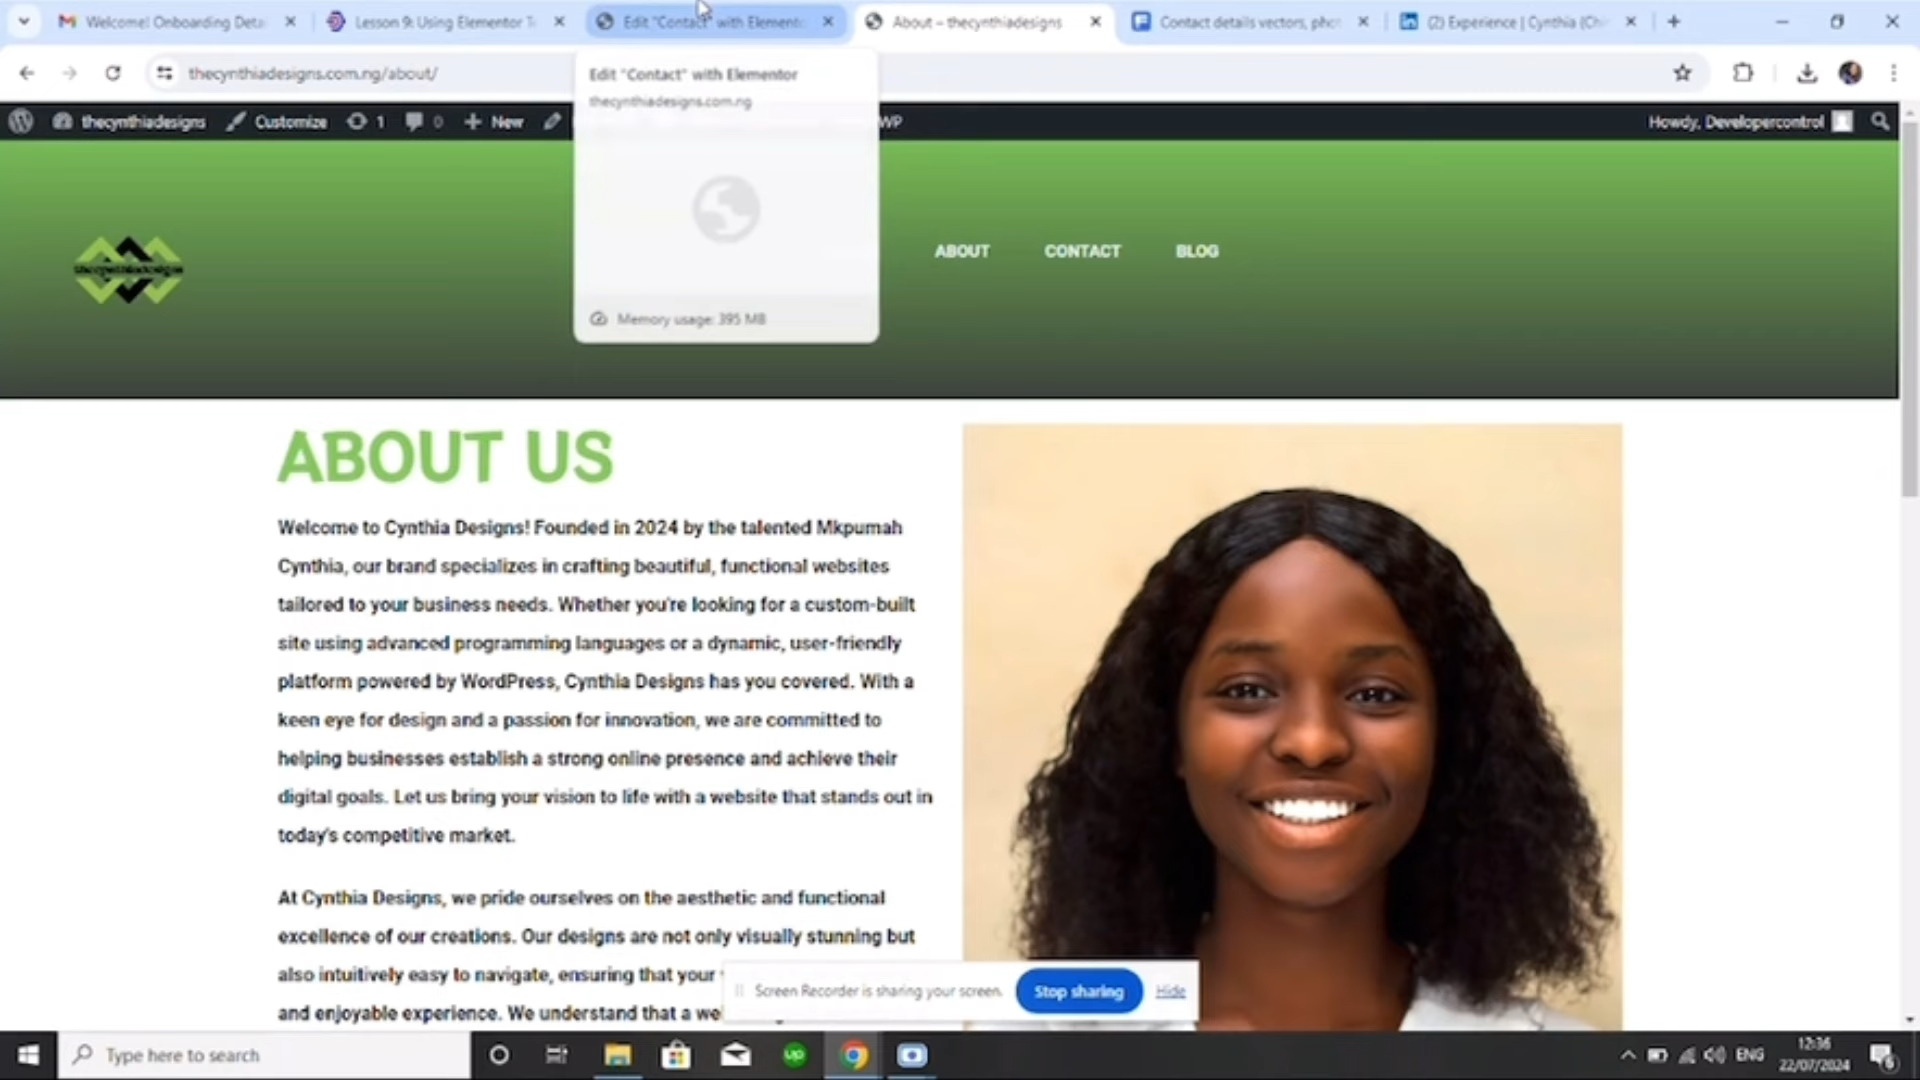 Welcome! Onboarding Deta
Lesson 9: Using Elementor T
Edit "Contact" with Elemento
About – thecynthiadesigns
Contact details vectors, pho
(2) Experience | Cynthia (Chi
thecynthiadesigns.com.ng/about/
Edit "Contact" with Elementor
thecynthiadesigns.com.ng
Memory usage: 395 MB
thecynthiadesigns
Customize
1
0
New
WP
Howdy, Developercontrol
thecynthiadesigns
ABOUT
CONTACT
BLOG
ABOUT US
Welcome to Cynthia Designs! Founded in 2024 by the talented Mkpumah
Cynthia, our brand specializes in crafting beautiful, functional websites
tailored to your business needs. Whether you're looking for a custom-built
site using advanced programming languages or a dynamic, user-friendly
platform powered by WordPress, Cynthia Designs has you covered. With a
keen eye for design and a passion for innovation, we are committed to
helping businesses establish a strong online presence and achieve their
digital goals. Let us bring your vision to life with a website that stands out in
today's competitive market.
At Cynthia Designs, we pride ourselves on the aesthetic and functional
excellence of our creations. Our designs are not only visually stunning but
also intuitively easy to navigate, ensuring that your
and enjoyable experience. We understand that a we
Screen Recorder is sharing your screen.
Stop sharing
Hide
Type here to search
up
ENG
12:36
22/07/2024